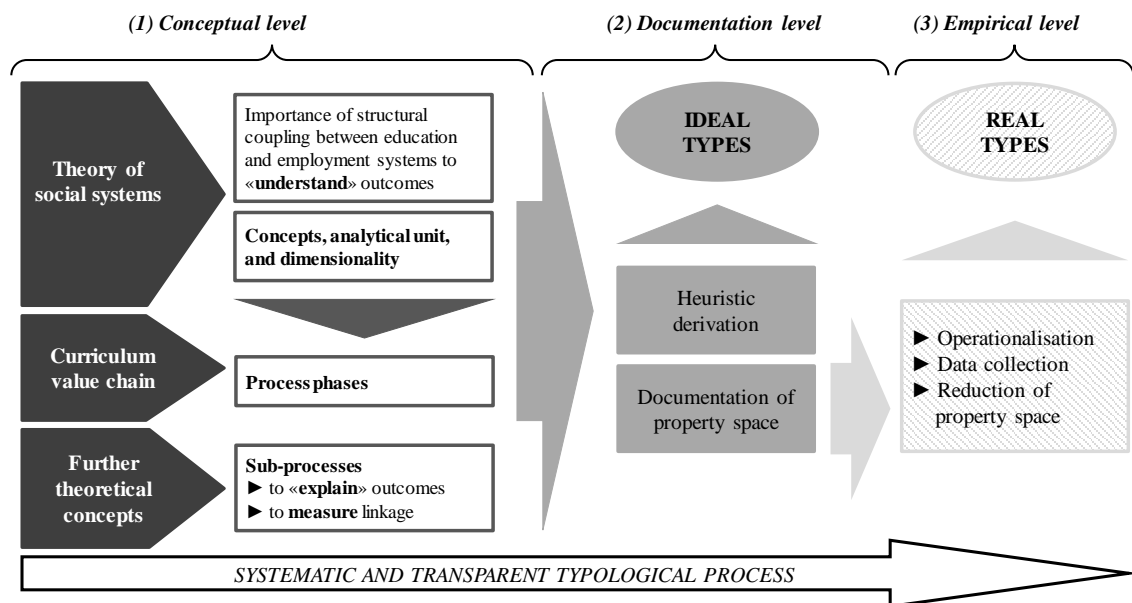 (1) Conceptual level
(2) Documentation level
(3) Empirical level
Theory of
social systems
Importance of structural
coupling between education
and employment systems to
«understand» outcomes
Concepts, analytical unit,
and dimensionality
Curriculum
value chain
Process phases
Further
theoretical
concepts
Sub-processes
► to «explain» outcomes
► to measure linkage
IDEAL
TYPES
Heuristic
derivation
Documentation of
property space
REAL
TYPES
► Operationalisation
► Data collection
► Reduction of
property space
SYSTEMATIC AND TRANSPARENT TYPOLOGICAL PROCESS